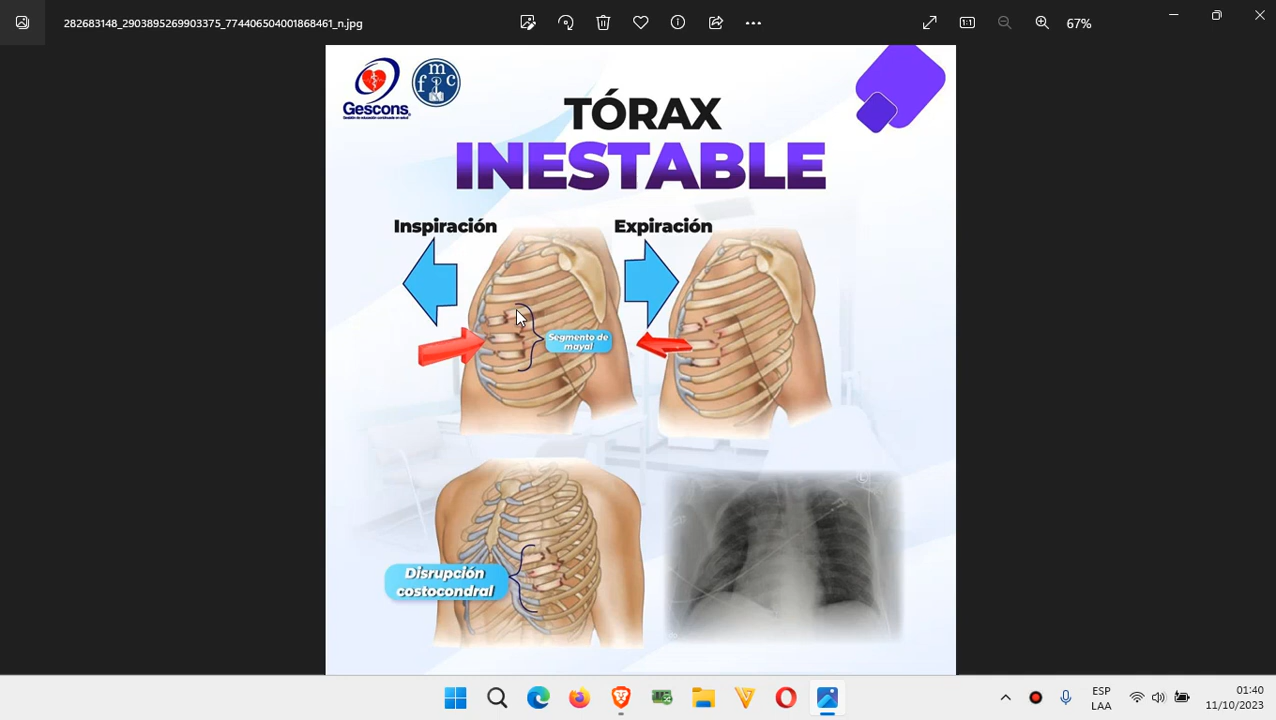 282683148_2903895269903375_774406504001868461_n.jpg
67%
fmc
Gescons
TÓRAX
INESTABLE
Inspiración
Expiración
Segmento de
mayal
Disrupción
costocondral
ESP
LAA
01:40
11/10/2023